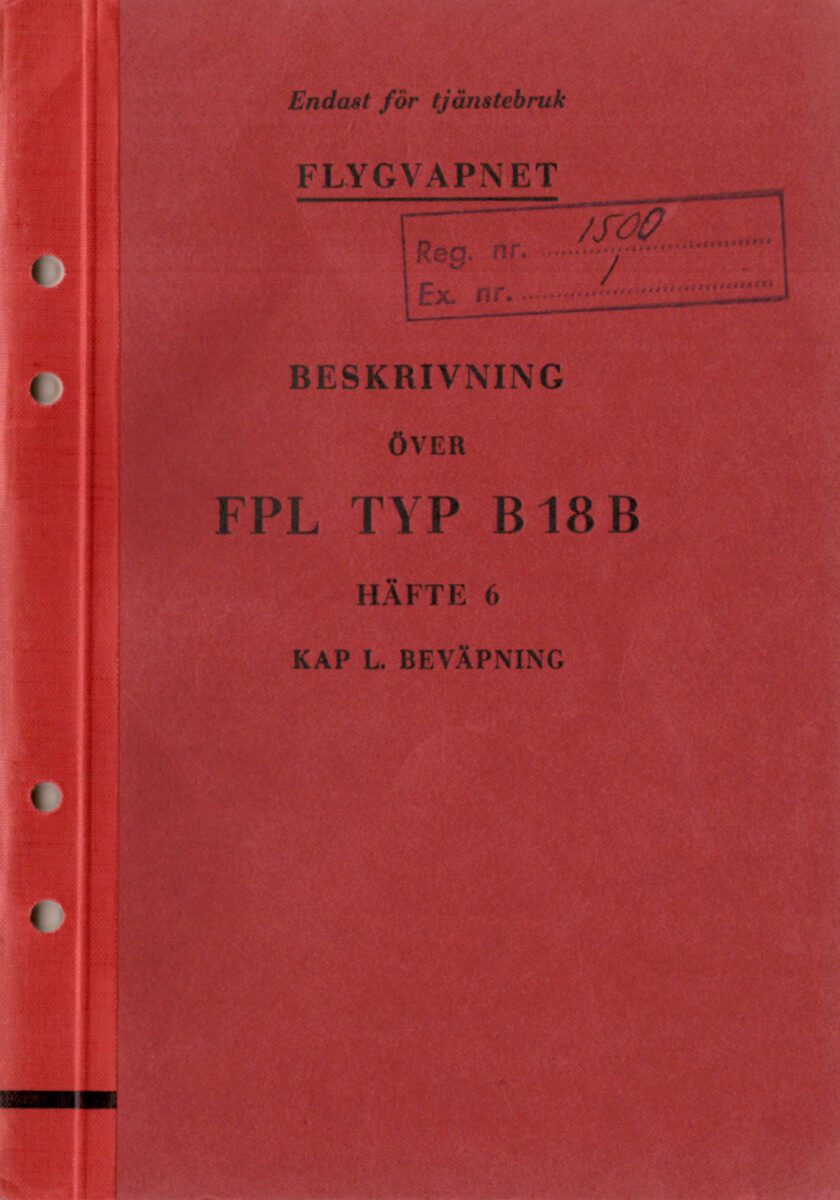 Endast för tjänstebruk
FLYGVAPNET
Reg. nr. 1500
Ex. nr. 1
BESKRIVNING
ÖVER
FPL TYP B 18 B
HÄFTE 6
KAP L. BEVÄPNING